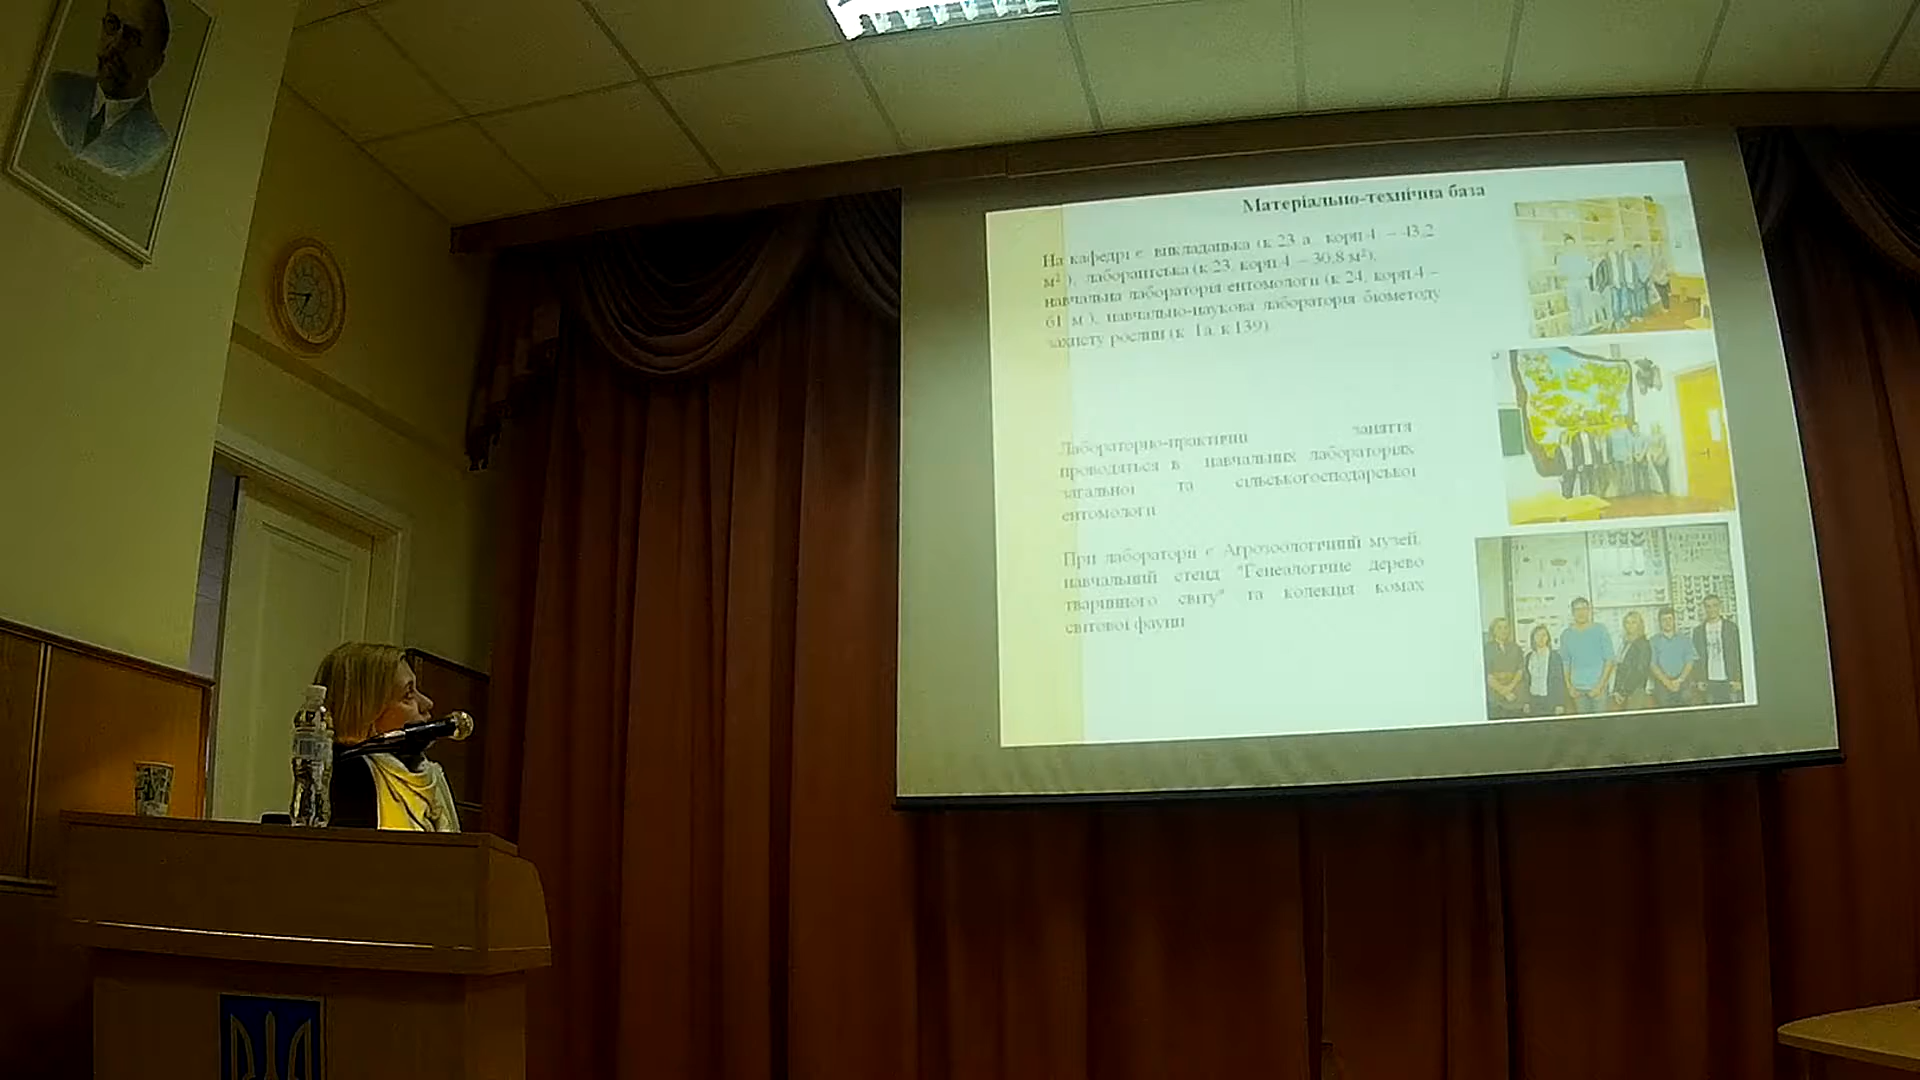 Матеріально-технічна база
На кафедрі є викладацька (к 23 а, корп 4 – 43,2
м²), лаборантська (к 23, корп 4 – 30,8 м²),
навчальна лабораторія ентомології (к 24, корп 4 –
61 м²), навчально-наукова лабораторія біометоду
захисту рослин (к 1а, к 139)
Лабораторно-практичні заняття
проводяться в навчальних лабораторіях
загальної та сільськогосподарської
ентомології
При лабораторії є Агрозоологічний музей,
навчальний стенд "Генеалогічне дерево
тваринного світу" та колекція комах
світової фауни